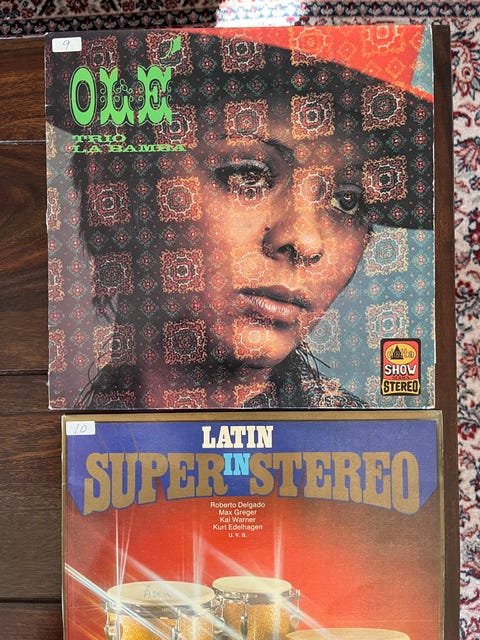 9
OLÉ
TRIO
LA BAMBA
SHOW
STEREO
10
LATIN
SUPER IN STEREO
Roberto Delgado
Max Greger
Kai Warner
Kurt Edelhagen
u.v.a.